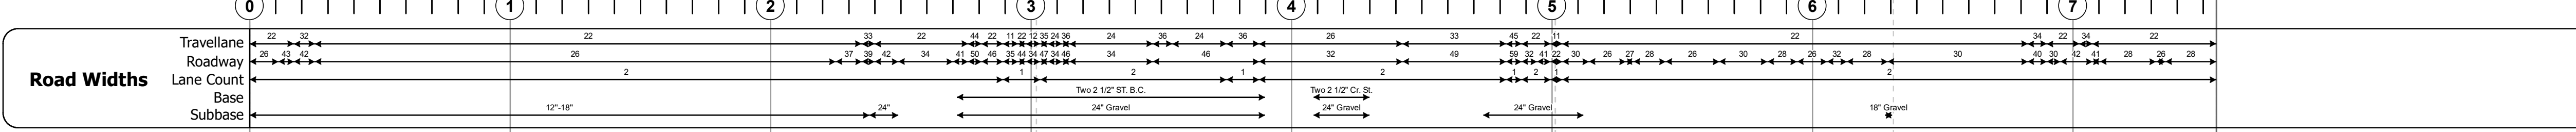 0 1 2 3 4 5 6 7
Travellane 22 32 22 33 22 44 22 11 22 12 35 24 36 24 36 24 36 26 33 45 22 11 22 34 22 34 22
Roadway 26 43 42 26 37 39 42 34 41 50 46 35 44 34 47 34 46 34 46 32 49 59 32 41 22 30 26 27 28 26 30 28 26 32 28 30 40 30 42 41 28 26 28
Road Widths
Lane Count 2 1 2 1 2 1 2 1 2
Base Two 2 1/2" ST. B.C. Two 2 1/2" Cr. St.
Subbase 12"-18" 24" 24" Gravel 24" Gravel 24" Gravel 18" Gravel